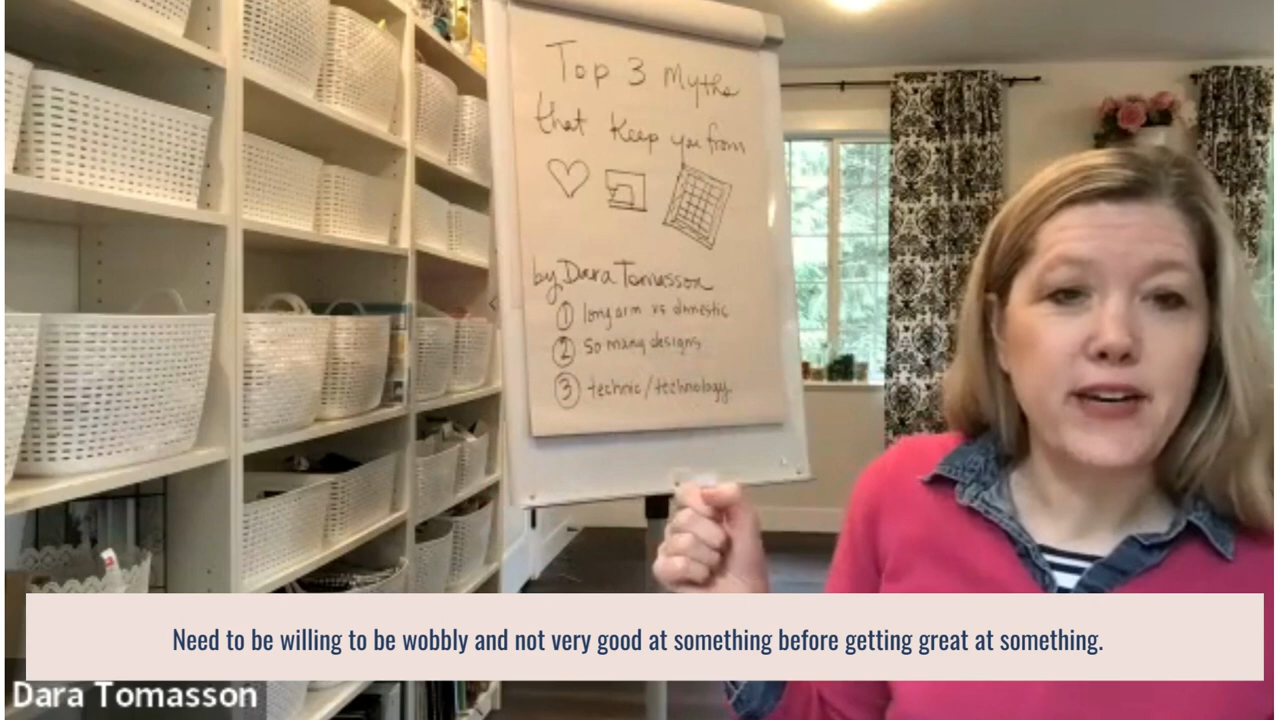 Top 3 Myths
that keep you from
by Dara Tomasson
1 longarm vs domestic
2 so many designs
3 technic/technology
Need to be willing to be wobbly and not very good at something before getting great at something.
Dara Tomasson